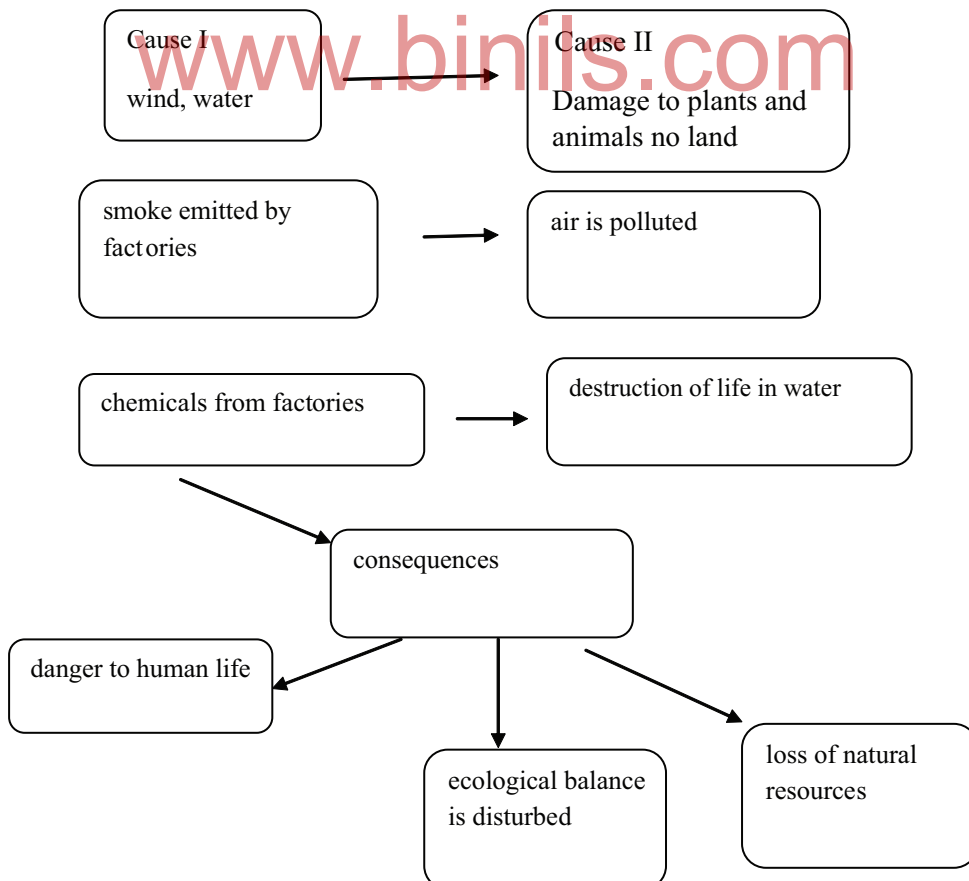 www.binils.com
Cause I
wind, water
Cause II
Damage to plants and
animals no land
smoke emitted by
factories
air is polluted
chemicals from factories
destruction of life in water
consequences
danger to human life
ecological balance
is disturbed
loss of natural
resources